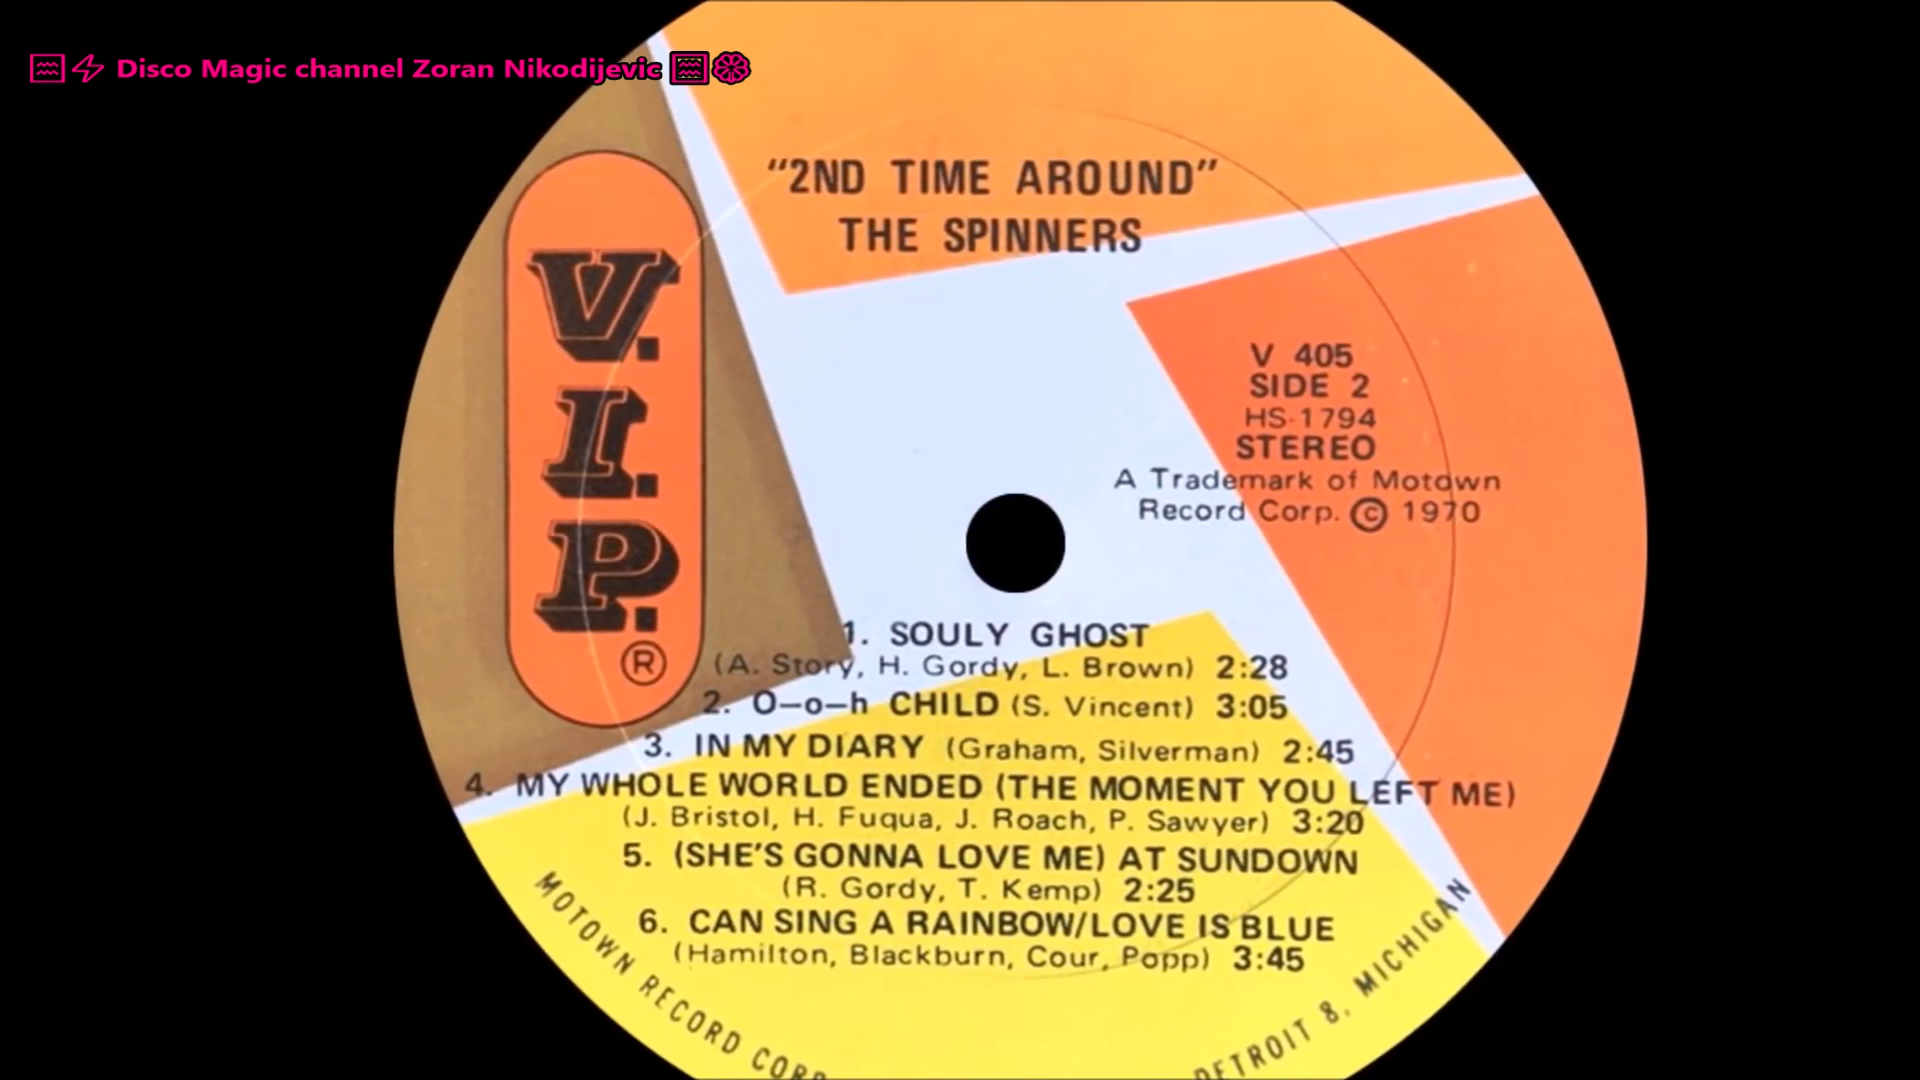 Disco Magic channel Zoran Nikodijevic
"2ND TIME AROUND"
THE SPINNERS
V.
I.
P.
®
V 405
SIDE 2
HS-1794
STEREO
A Trademark of Motown
Record Corp. © 1970
1. SOULY GHOST
(A. Story, H. Gordy, L. Brown) 2:28
2. O-o-h CHILD (S. Vincent) 3:05
3. IN MY DIARY (Graham, Silverman) 2:45
4. MY WHOLE WORLD ENDED (THE MOMENT YOU LEFT ME)
(J. Bristol, H. Fuqua, J. Roach, P. Sawyer) 3:20
5. (SHE'S GONNA LOVE ME) AT SUNDOWN
(R. Gordy, T. Kemp) 2:25
6. CAN SING A RAINBOW/LOVE IS BLUE
(Hamilton, Blackburn, Cour, Popp) 3:45
MOTOWN RECORD CORP
DETROIT 8, MICHIGAN